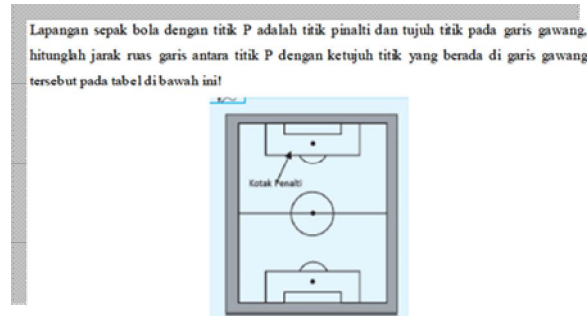 Lapangan sepak bola dengan titik P adalah titik pinalti dan tujuh titik pada garis gawang,
hitunglah jarak ruas garis antara titik P dengan ketujuh titik yang berada di garis gawang
tersebut pada tabel di bawah ini!
Kotak Penalti